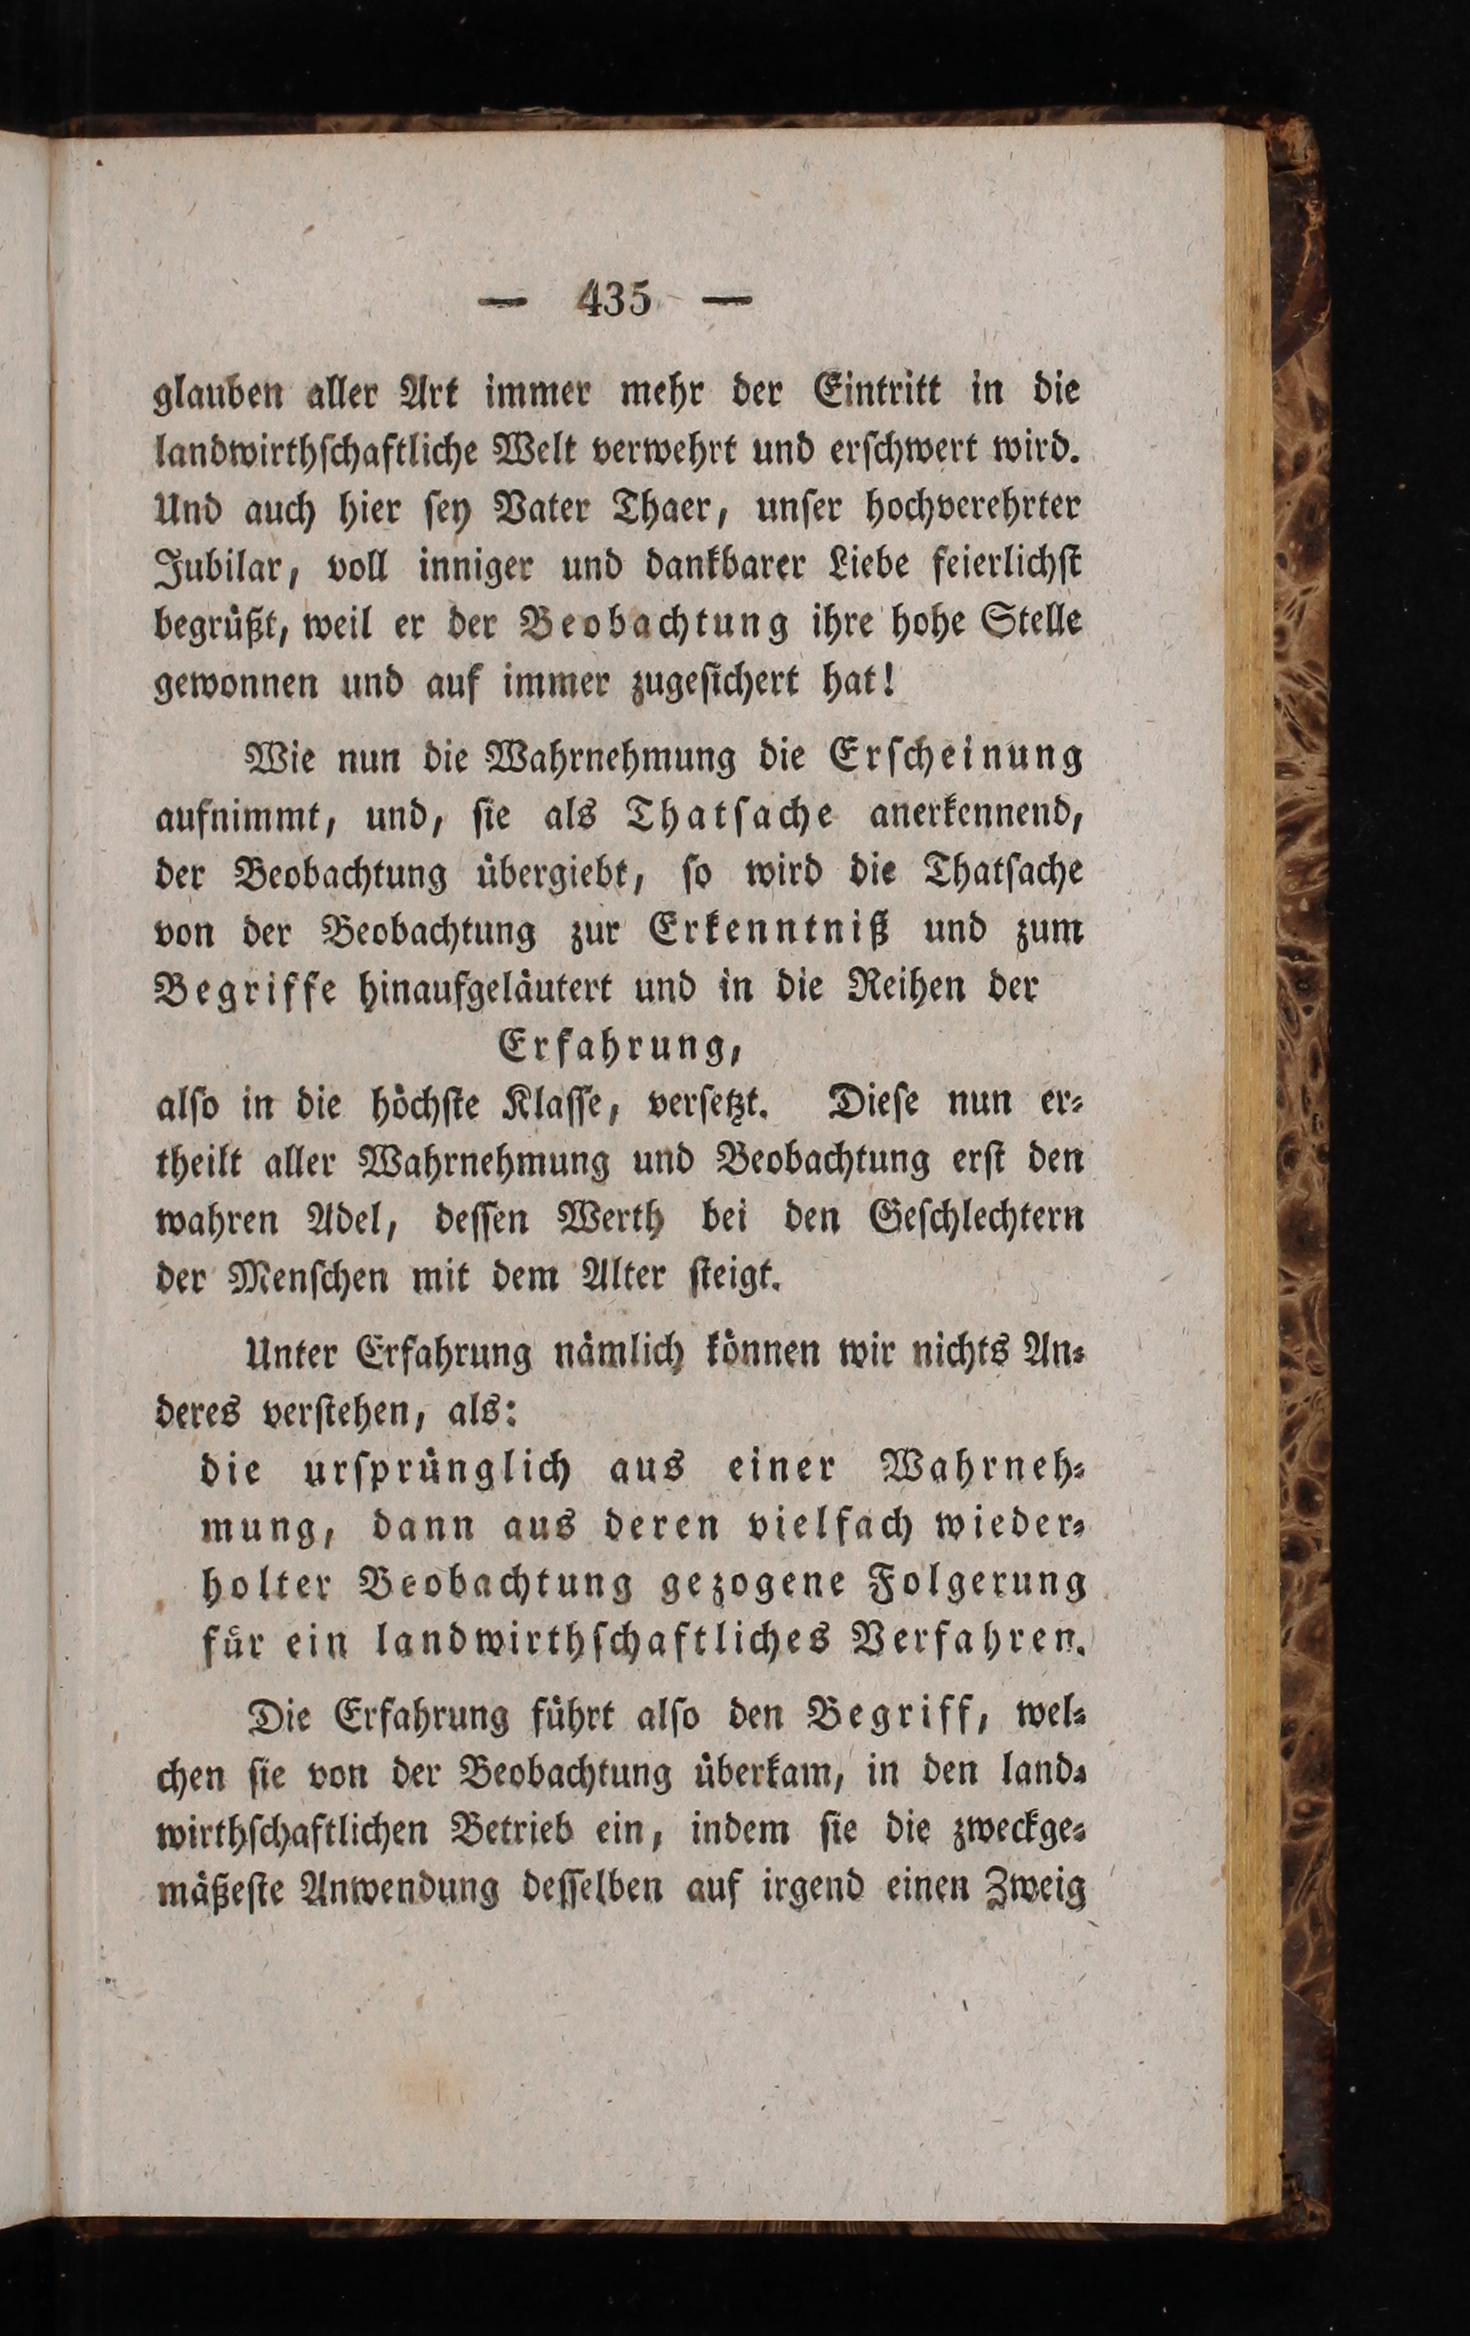 — 435 —
glauben aller Art immer mehr der Eintritt in die
landwirthschaftliche Welt verwehrt und erschwert wird.
Und auch hier sey Vater Thaer, unser hochverehrter
Jubilar, voll inniger und dankbarer Liebe feierlichst
begrüßt, weil er der Beobachtung ihre hohe Stelle
gewonnen und auf immer zugesichert hat!
Wie nun die Wahrnehmung die Erscheinung
aufnimmt, und, sie als Thatsache anerkennend,
der Beobachtung übergiebt, so wird die Thatsache
von der Beobachtung zur Erkenntniß und zum
Begriffe hinaufgeläutert und in die Reihen der
Erfahrung,
also in die höchste Klasse, versetzt. Diese nun er-
theilt aller Wahrnehmung und Beobachtung erst den
wahren Adel, dessen Werth bei den Geschlechtern
der Menschen mit dem Alter steigt.
Unter Erfahrung nämlich können wir nichts An-
deres verstehen, als:
die ursprünglich aus einer Wahrneh-
mung, dann aus deren vielfach wieder-
holter Beobachtung gezogene Folgerung
für ein landwirthschaftliches Verfahren.
Die Erfahrung führt also den Begriff, wel-
chen sie von der Beobachtung überkam, in den land-
wirthschaftlichen Betrieb ein, indem sie die zweckge-
mäßeste Anwendung desselben auf irgend einen Zweig